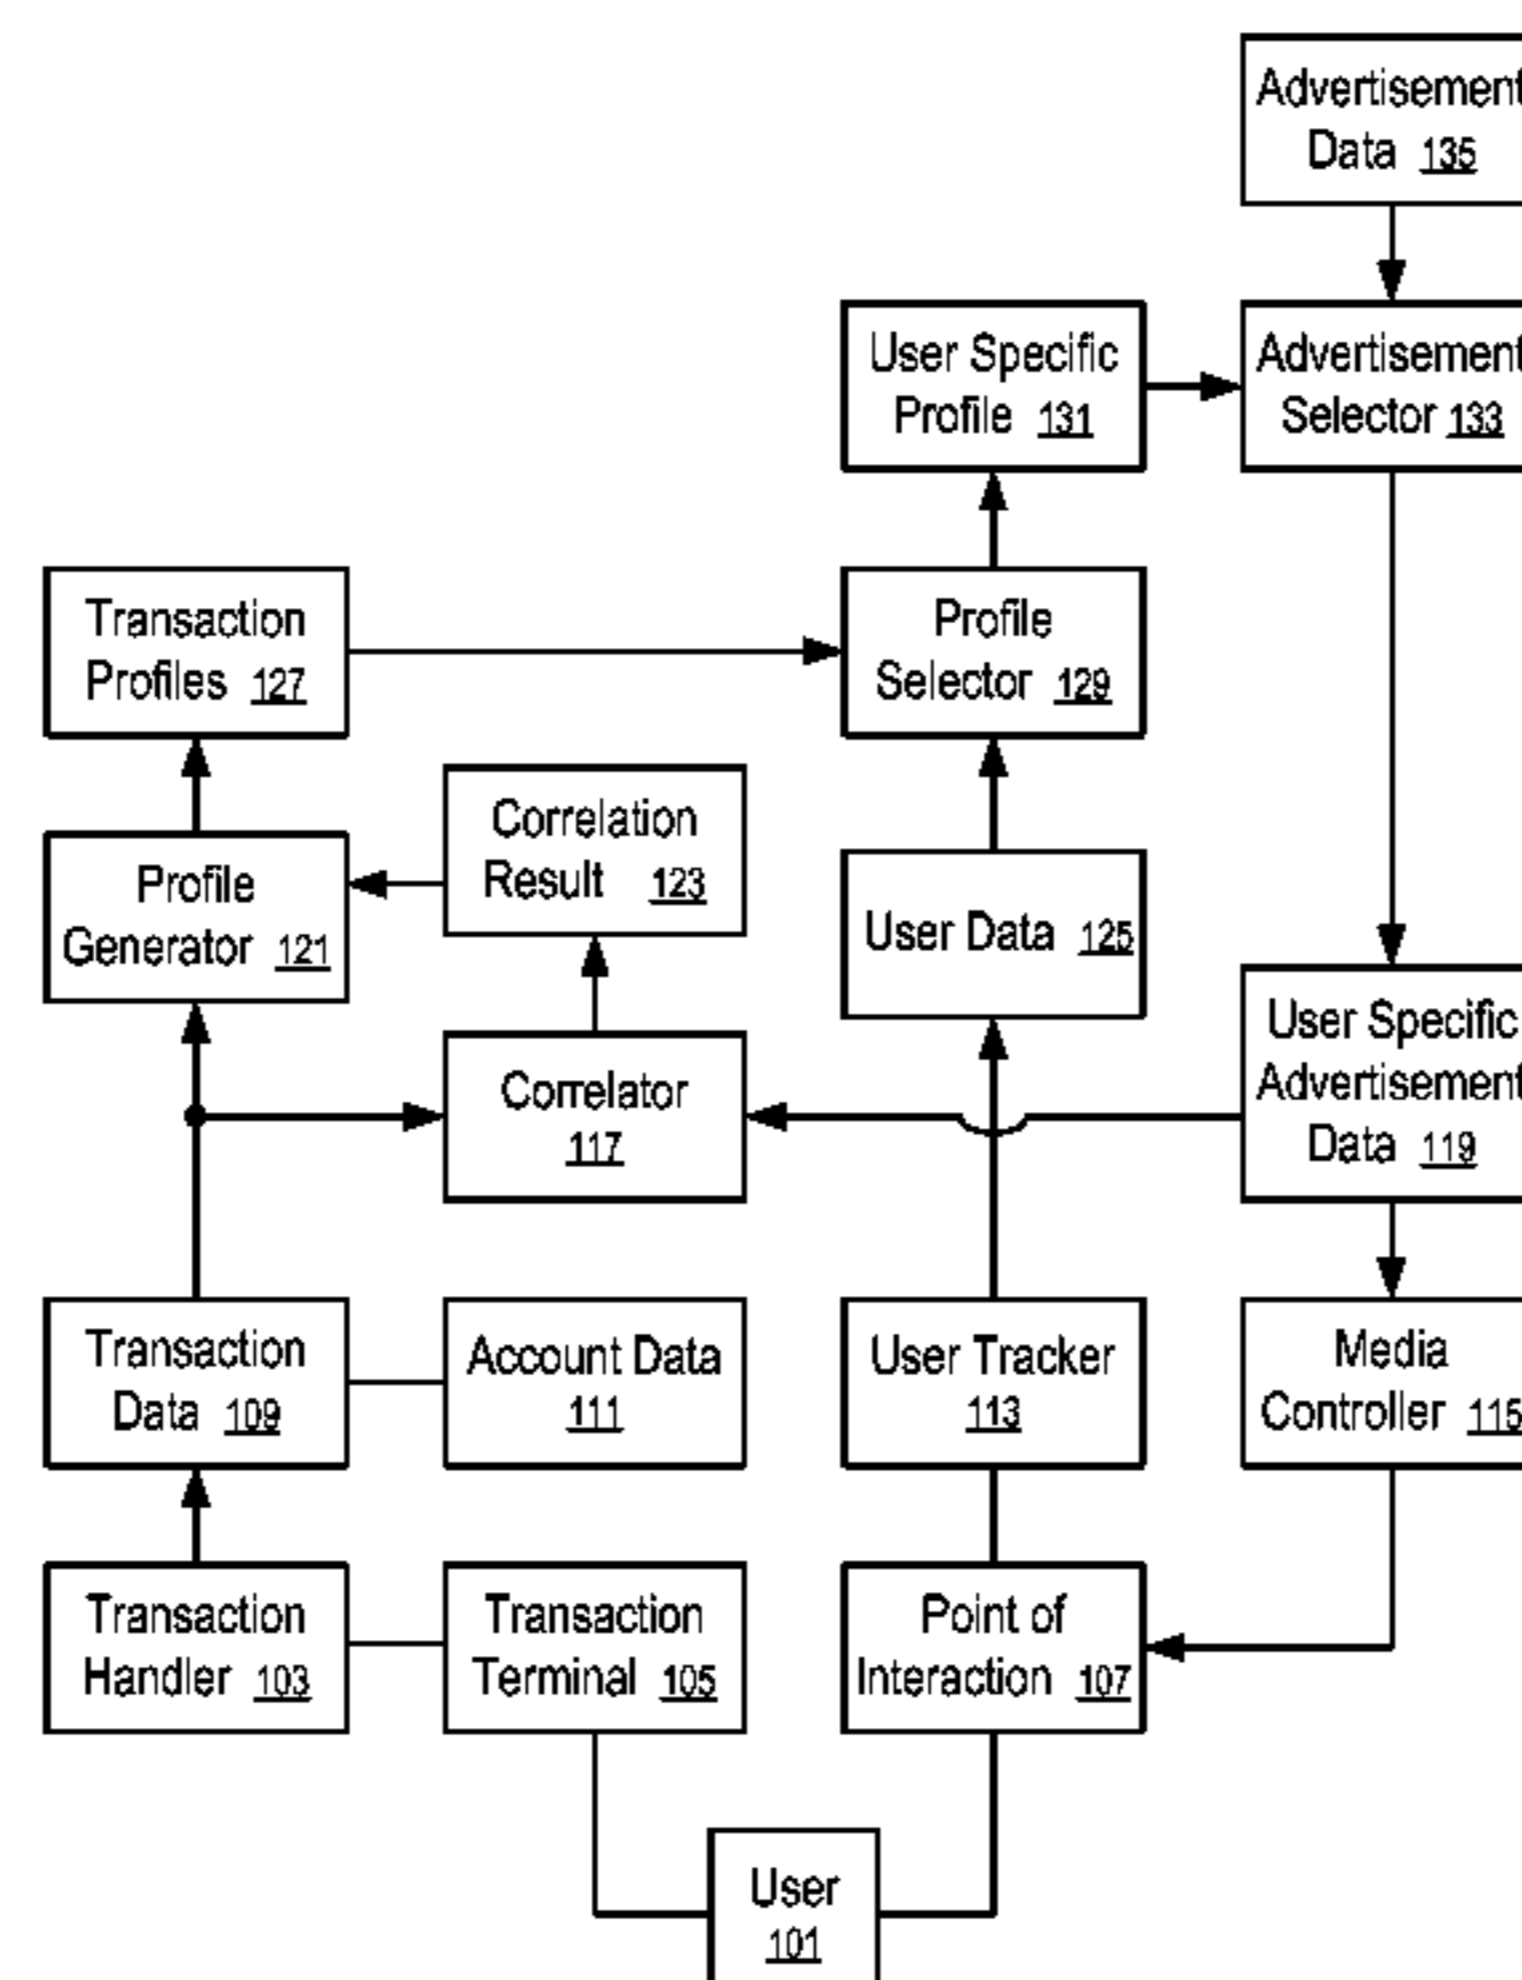 Advertisement
Data 135
User Specific
Profile 131
Advertisement
Selector 133
Transaction
Profiles 127
Profile
Selector 129
Correlation
Result 123
Profile
Generator 121
User Data 125
User Specific
Advertisement
Data 119
Correlator
117
Transaction
Data 109
Account Data
111
User Tracker
113
Media
Controller 115
Transaction
Handler 103
Transaction
Terminal 105
Point of
Interaction 107
User
101